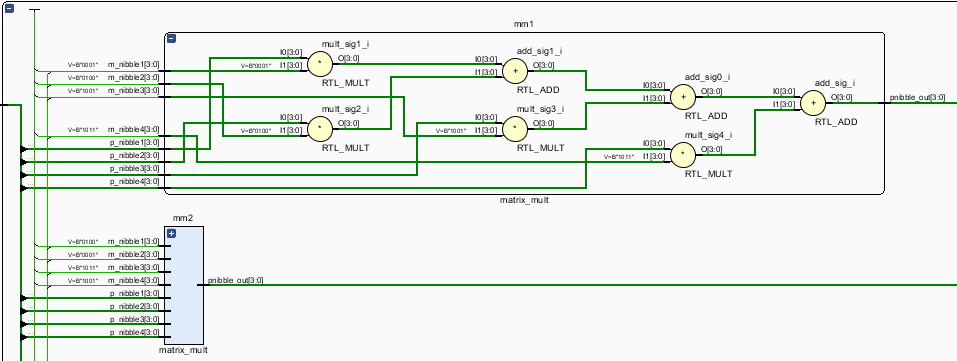 mm1
mult_sig1_i
I0[3:0]
V=B"0001" I1[3:0]
O[3:0]
RTL_MULT
add_sig1_i
I0[3:0]
I1[3:0]
O[3:0]
RTL_ADD
add_sig0_i
I0[3:0]
I1[3:0]
O[3:0]
RTL_ADD
add_sig_i
I0[3:0]
I1[3:0]
O[3:0]
RTL_ADD
pnibble_out[3:0]
V=B"0001" m_nibble1[3:0]
V=B"0100" m_nibble2[3:0]
V=B"1001" m_nibble3[3:0]
V=B"1011" m_nibble4[3:0]
p_nibble1[3:0]
p_nibble2[3:0]
p_nibble3[3:0]
p_nibble4[3:0]
mult_sig2_i
I0[3:0]
V=B"0100" I1[3:0]
O[3:0]
RTL_MULT
mult_sig3_i
I0[3:0]
V=B"1001" I1[3:0]
O[3:0]
RTL_MULT
mult_sig4_i
I0[3:0]
V=B"1011" I1[3:0]
O[3:0]
RTL_MULT
matrix_mult
mm2
V=B"0100" m_nibble1[3:0]
V=B"0001" m_nibble2[3:0]
V=B"1011" m_nibble3[3:0]
V=B"1001" m_nibble4[3:0]
p_nibble1[3:0]
p_nibble2[3:0]
p_nibble3[3:0]
p_nibble4[3:0]
pnibble_out[3:0]
matrix_mult